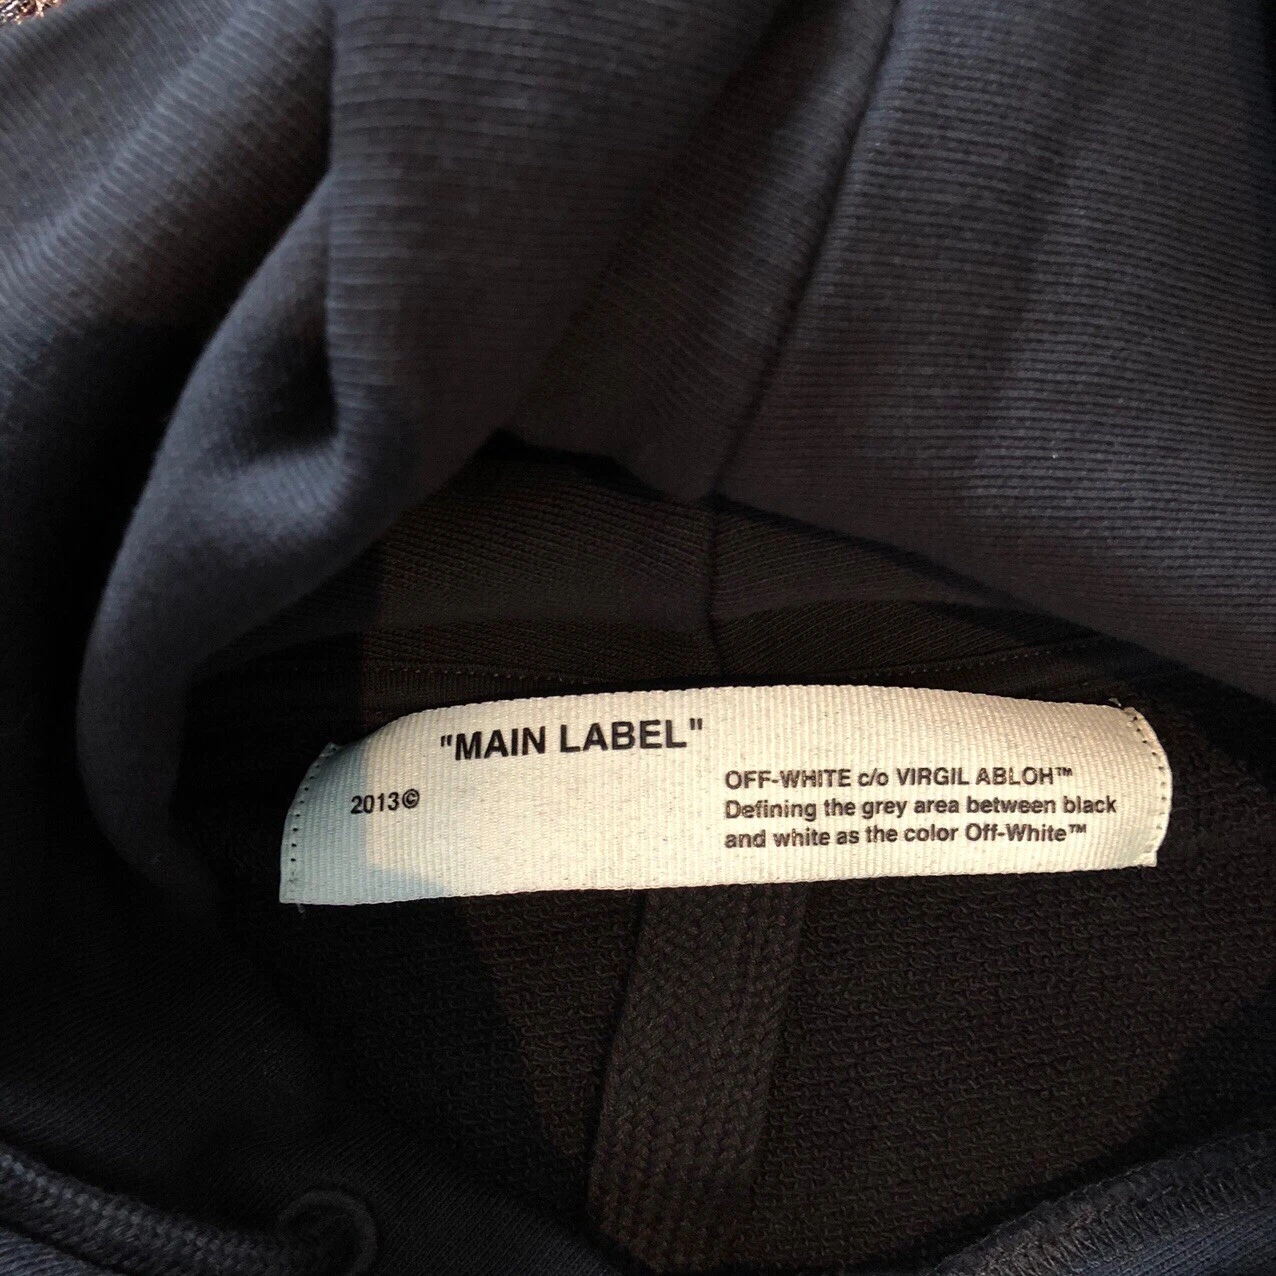 "MAIN LABEL"
2013©
OFF-WHITE c/o VIRGIL ABLOH™
Defining the grey area between black
and white as the color Off-White™